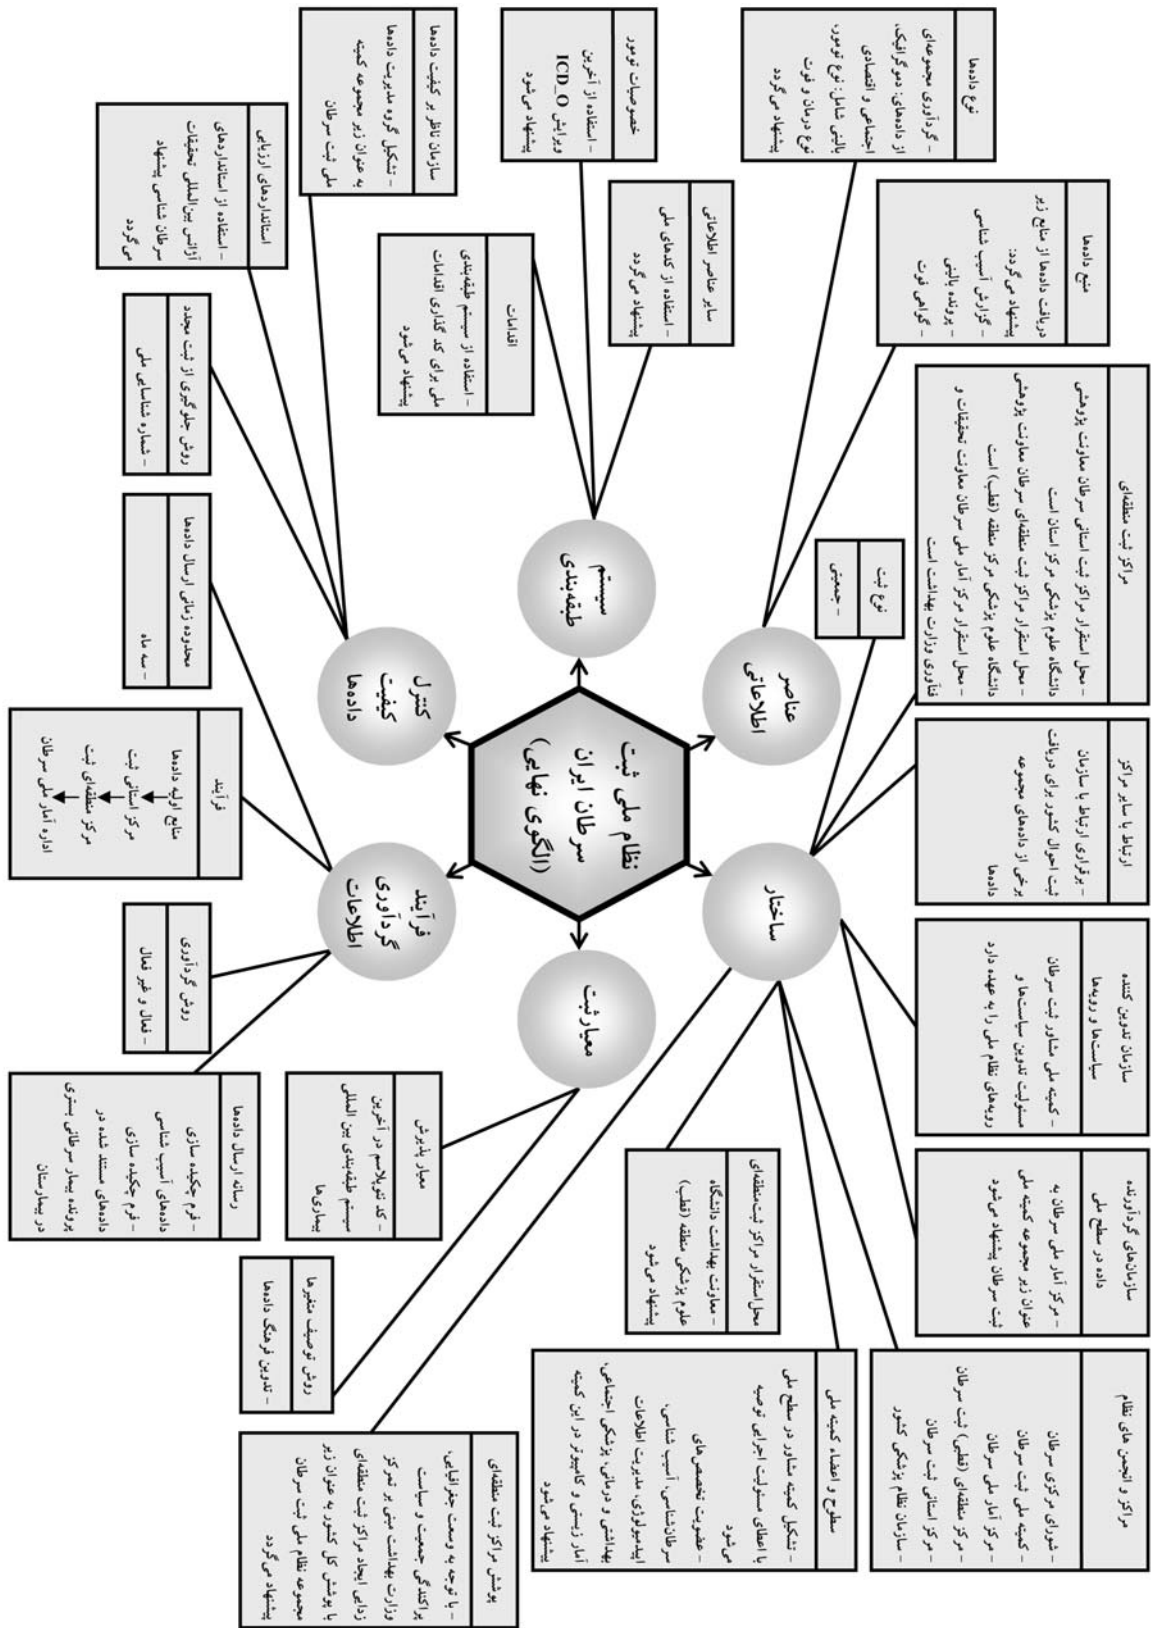 نظام ملی ثبت
سرطان ایران
(الگوی نهایی)
عناصر
اطلاعاتی
نوع داده‌ها
- گردآوری مجموعه‌ای
از داده‌های: دموگرافیک،
اجتماعی و اقتصادی
بالینی شامل: نوع تومور،
نوع درمان و فوت
پیشنهاد می‌گردد
منبع داده‌ها
دریافت داده‌ها از منابع زیر
پیشنهاد می‌گردد:
- گزارش آسیب شناسی
- پرونده بالینی
- گواهی فوت
سیستم
طبقه‌بندی
خصوصیات تومور
- استفاده از آخرین
ویرایش ICD_O
پیشنهاد می‌شود
سایر عناصر اطلاعاتی
- استفاده از کدهای ملی
پیشنهاد می‌گردد
اقدامات
- استفاده از سیستم طبقه‌بندی
ملی برای کد گذاری اقدامات
پیشنهاد می‌شود
کنترل
کیفیت
داده‌ها
سازمان ناظر بر کیفیت داده‌ها
- تشکیل گروه مدیریت داده‌ها
به عنوان زیر مجموعه کمیته
ملی ثبت سرطان
استانداردهای ارزیابی
- استفاده از استانداردهای
آژانس بین‌المللی تحقیقات
سرطان شناسی پیشنهاد
می‌گردد
روش جلوگیری از ثبت مجدد
- شماره شناسایی ملی
فرآیند
گردآوری
اطلاعات
محدوده زمانی ارسال داده‌ها
- سه ماه
فرآیند
منابع اولیه داده‌ها
مرکز استانی ثبت
مرکز منطقه‌ای ثبت
اداره آمار ملی سرطان
روش گردآوری
- فعال و غیر فعال
رسانه ارسال داده‌ها
- فرم چکیده سازی
داده‌های آسیب شناسی
- فرم چکیده سازی
داده‌های مستند شده در
پرونده بیمار سرطانی بستری
در بیمارستان
معیار ثبت
معیار پذیرش
- کد نئوپلاسم در آخرین
سیستم طبقه‌بندی بین المللی
بیماری‌ها
روش توصیف متغیرها
- تدوین فرهنگ داده‌ها
ساختار
نوع ثبت
- جمعیتی
مراکز ثبت منطقه‌ای
- محل استقرار مراکز ثبت استانی سرطان معاونت پژوهشی
دانشگاه علوم پزشکی مرکز استان است
- محل استقرار مراکز ثبت منطقه‌ای سرطان معاونت پژوهشی
دانشگاه علوم پزشکی مرکز منطقه (قطب) است
- محل استقرار مرکز آمار ملی سرطان معاونت تحقیقات و
فناوری وزارت بهداشت است
ارتباط با سایر مراکز
- برقراری ارتباط با سازمان
ثبت احوال کشور برای دریافت
برخی از داده‌های مجموعه
داده‌ها
سازمان تدوین کننده
سیاست‌ها و رویه‌ها
- کمیته ملی مشاور ثبت سرطان
مسئولیت تدوین سیاست‌ها و
رویه‌های نظام ملی را به عهده دارد
سازمان‌های گردآورنده
داده در سطح ملی
- مرکز آمار ملی سرطان به
عنوان زیر مجموعه کمیته ملی
ثبت سرطان پیشنهاد می‌شود
مراکز و انجمن های نظام
- شورای مرکزی سرطان
- کمیته ملی ثبت سرطان
- مرکز آمار ملی سرطان
- مرکز منطقه‌ای (قطبی) ثبت سرطان
- مرکز استانی ثبت سرطان
- سازمان نظام پزشکی کشور
سطوح و اعضاء کمیته ملی
- تشکیل کمیته مشاور در سطح ملی
با اعطای مسئولیت اجرایی توصیه
می‌شود
- عضویت تخصص‌های
سرطان‌شناسی، آسیب شناسی،
اپیدمیولوژی، مدیریت اطلاعات
بهداشتی و درمانی، پزشکی اجتماعی،
آمار زیستی و کامپیوتر در این کمیته
پیشنهاد می‌شود
محل استقرار مراکز ثبت‌منطقه‌ای
- معاونت بهداشت دانشگاه
علوم پزشکی منطقه (قطب)
پیشنهاد می‌شود
پوشش مراکز ثبت منطقه‌ای
- با توجه به وسعت جغرافیایی،
پراکندگی جمعیت و سیاست
وزارت بهداشت مبنی بر تمرکز
زدایی ایجاد مراکز ثبت منطقه‌ای
با پوشش کل کشور به عنوان زیر
مجموعه نظام ملی ثبت سرطان
پیشنهاد می‌گردد